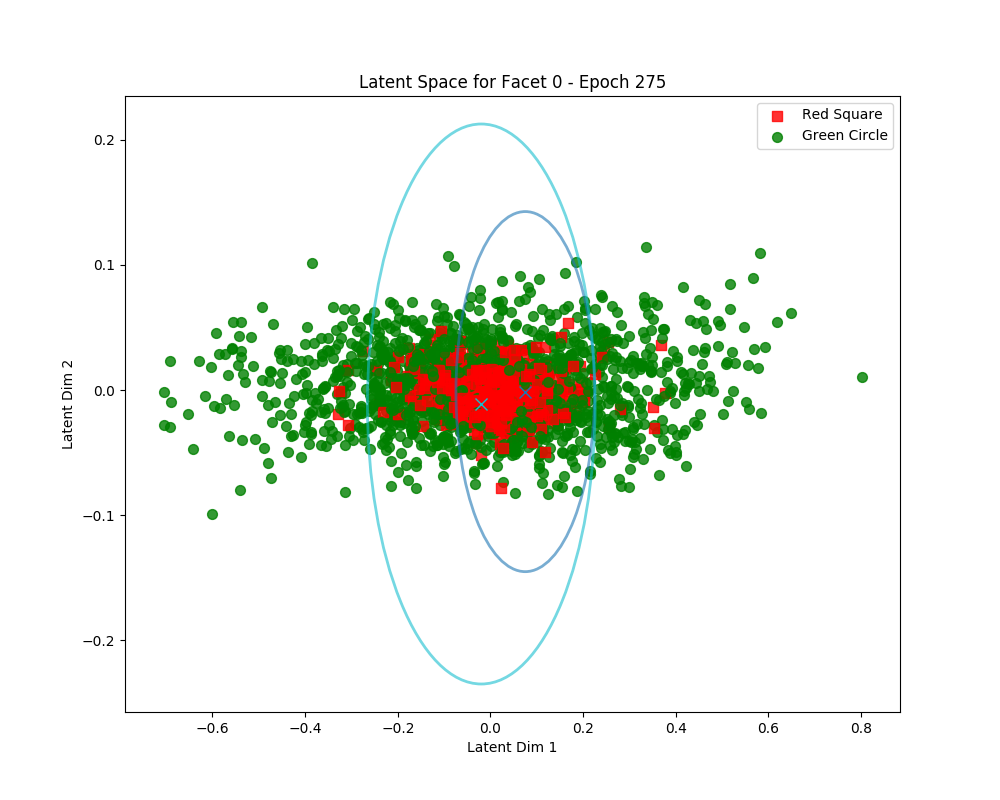 Latent Space for Facet 0 - Epoch 275
Red Square
Green Circle
0.2
0.1
0.0
−0.1
−0.2
Latent Dim 2
−0.6
−0.4
−0.2
0.0
0.2
0.4
0.6
0.8
Latent Dim 1